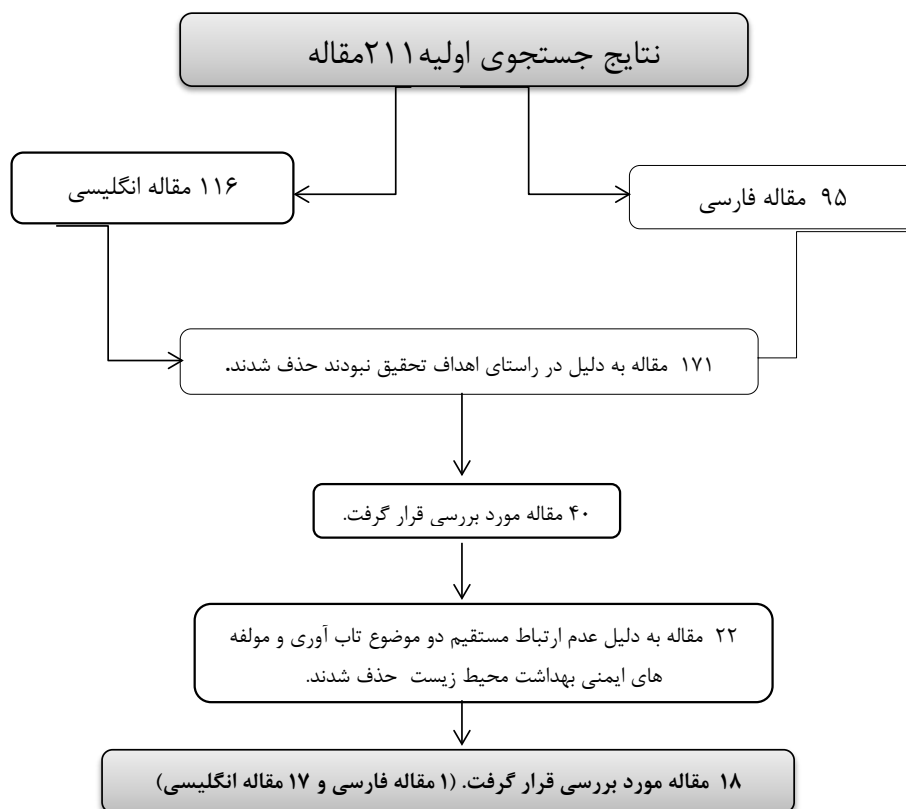 نتایج جستجوی اولیه۲۱۱مقاله
۹۵ مقاله فارسی
۱۱۶ مقاله انگلیسی
۱۷۱ مقاله به دلیل در راستای اهداف تحقیق نبودند حذف شدند.
۴۰ مقاله مورد بررسی قرار گرفت.
۲۲ مقاله به دلیل عدم ارتباط مستقیم دو موضوع تاب آوری و مولفه
های ایمنی بهداشت محیط زیست حذف شدند.
۱۸ مقاله مورد بررسی قرار گرفت. (۱ مقاله فارسی و ۱۷ مقاله انگلیسی)